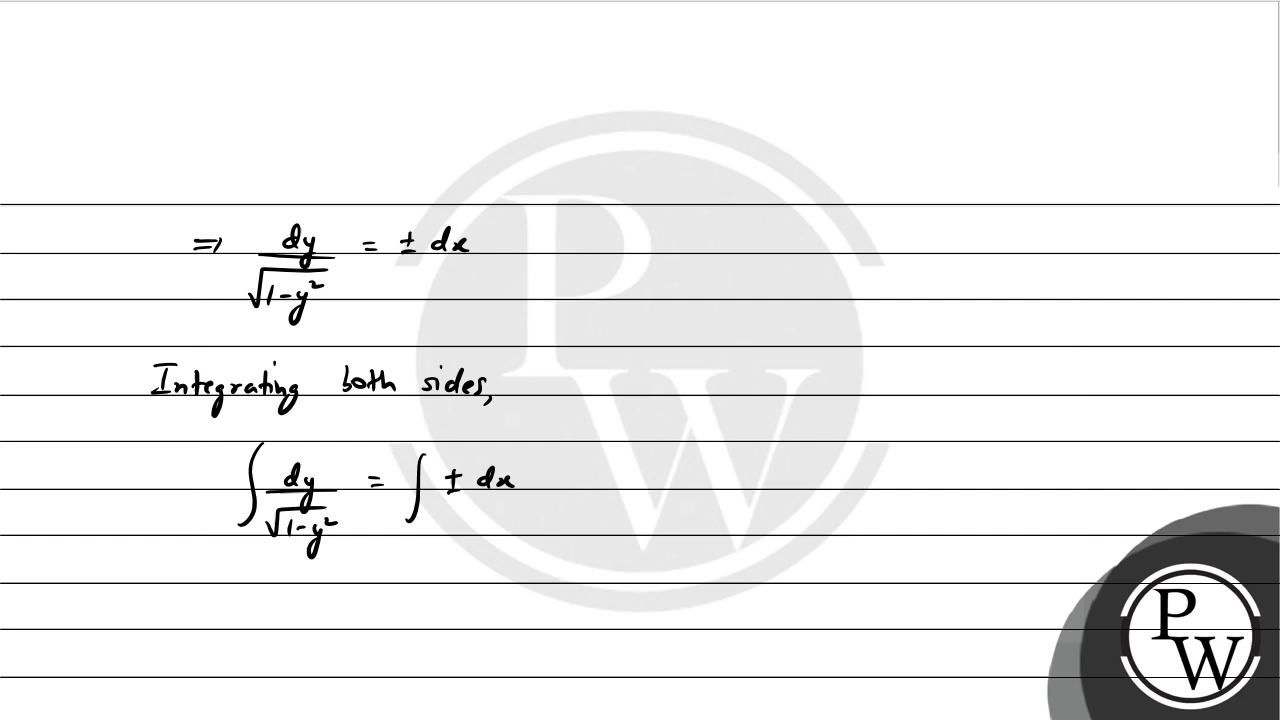 ⇒ dy/√(1-y²) = ± dx
Integrating both sides,
∫ dy/√(1-y²) = ∫ ± dx
P
W
P
W